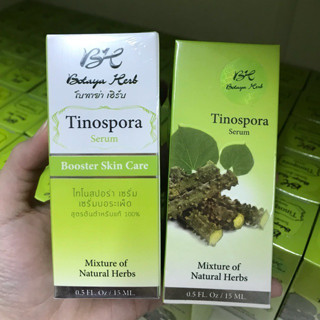 BH
Botaya Herb
โบทาย่า เฮิร์บ
Tinospora
Serum
Booster Skin Care
ทิโนสปอร่า เซรั่ม
เซรั่มบอระเพ็ด
Mixture of
Natural Herbs
0.5 FL. Oz / 15 ML.
BH
Botaya Herb
Tinospora
Serum
Mixture of
Natural Herbs
0.5 FL. Oz / 15 ML.